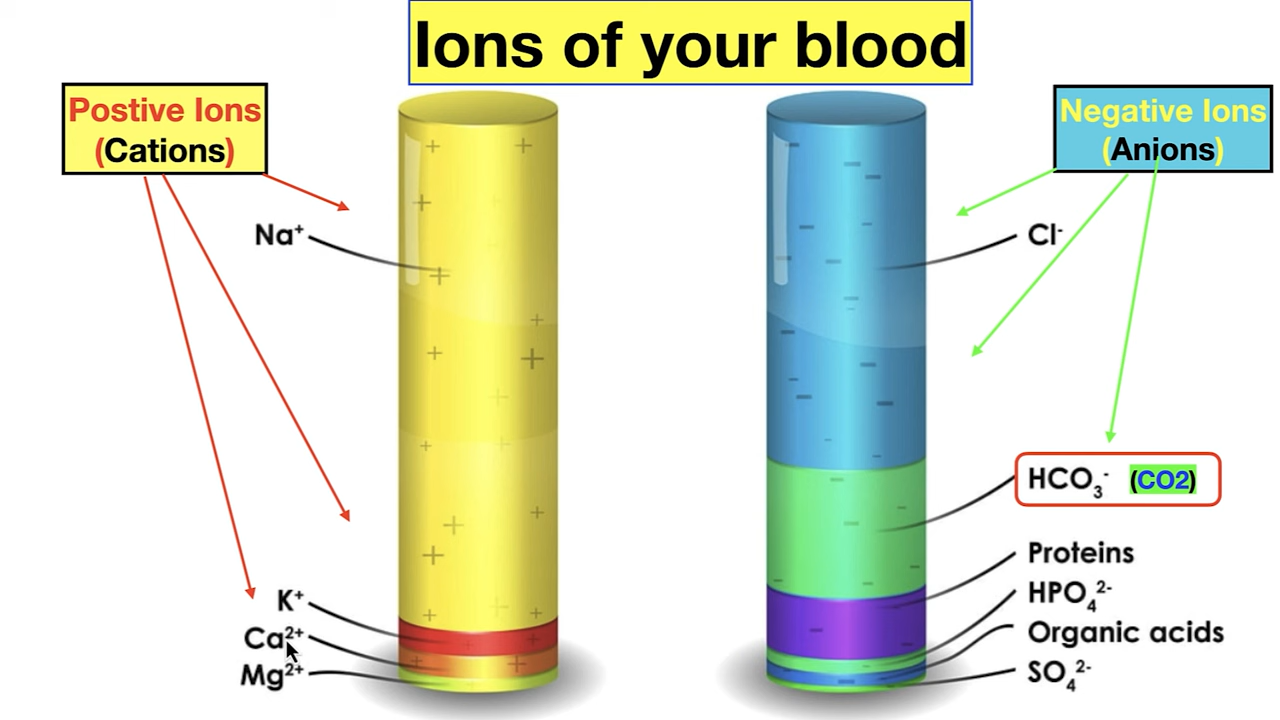 Ions of your blood
Postive Ions
(Cations)
Negative Ions
(Anions)
Na⁺
K⁺
Ca²⁺
Mg²⁺
Cl⁻
HCO₃⁻ (CO2)
Proteins
HPO₄²⁻
Organic acids
SO₄²⁻